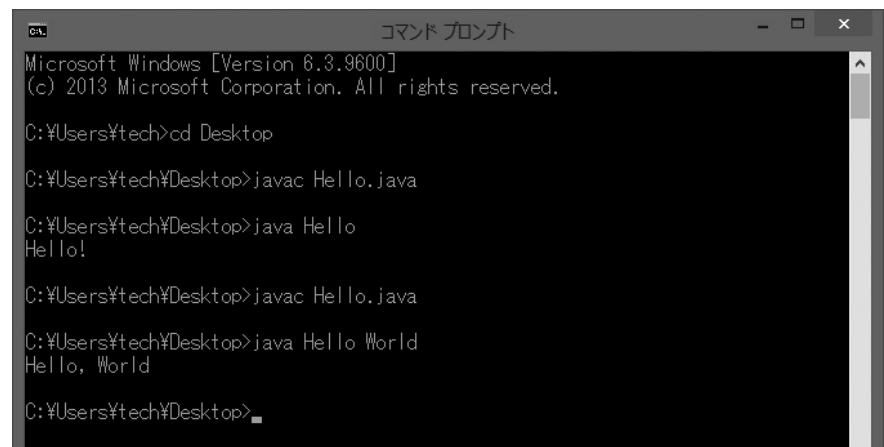 コマンド プロンプト
Microsoft Windows [Version 6.3.9600]
(c) 2013 Microsoft Corporation. All rights reserved.
C:¥Users¥tech>cd Desktop
C:¥Users¥tech¥Desktop>javac Hello.java
C:¥Users¥tech¥Desktop>java Hello
Hello!
C:¥Users¥tech¥Desktop>javac Hello.java
C:¥Users¥tech¥Desktop>java Hello World
Hello, World
C:¥Users¥tech¥Desktop>_